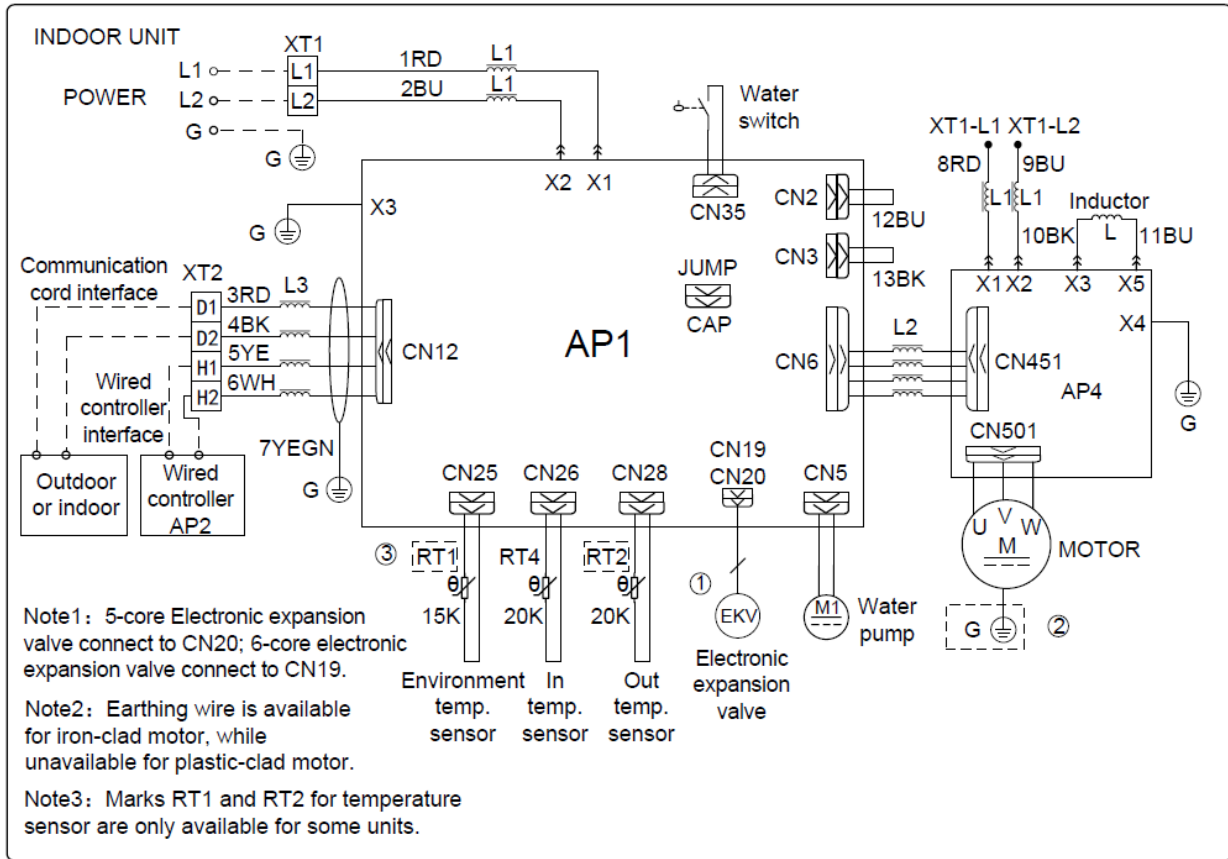 INDOOR UNIT
XT1
L1
L1
1RD
L1
POWER
L2
L2
2BU
L1
G
G
Water
switch
XT1-L1 XT1-L2
8RD
9BU
L1
L1
Inductor
10BK
L
11BU
X2
X1
X3
G
CN35
CN2
12BU
CN3
13BK
JUMP
CAP
X1
X2
X3
X5
X4
G
Communication
cord interface
XT2
D1
3RD
L3
D2
4BK
H1
5YE
H2
6WH
CN12
AP1
CN6
L2
CN451
AP4
CN501
Wired
controller
interface
7YEGN
G
Outdoor
or indoor
Wired
controller
AP2
CN25
CN26
CN28
CN19
CN20
CN5
U
V
W
M
MOTOR
G
②
③
RT1
θ
15K
RT4
θ
20K
RT2
θ
20K
①
EKV
M1
Water
pump
Environment
temp.
sensor
In
temp.
sensor
Out
temp.
sensor
Electronic
expansion
valve
Note1：5-core Electronic expansion
valve connect to CN20; 6-core electronic
expansion valve connect to CN19.
Note2：Earthing wire is available
for iron-clad motor, while
unavailable for plastic-clad motor.
Note3：Marks RT1 and RT2 for temperature
sensor are only available for some units.